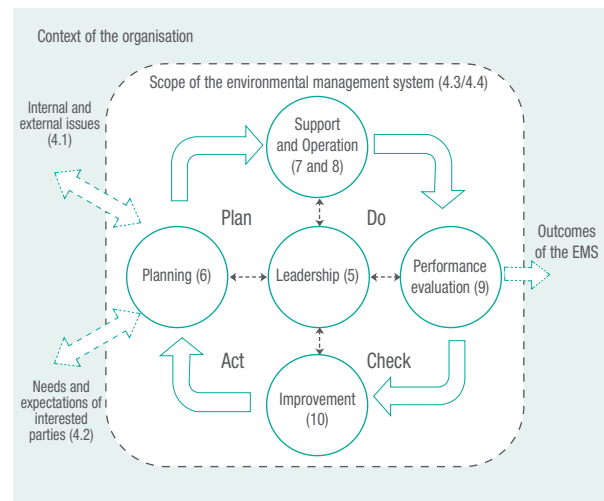 Context of the organisation
Scope of the environmental management system (4.3/4.4)
Internal and
external issues
(4.1)
Support
and Operation
(7 and 8)
Plan
Do
Outcomes
of the EMS
Planning (6)
Leadership (5)
Performance
evaluation (9)
Act
Check
Needs and
expectations of
interested
parties (4.2)
Improvement
(10)